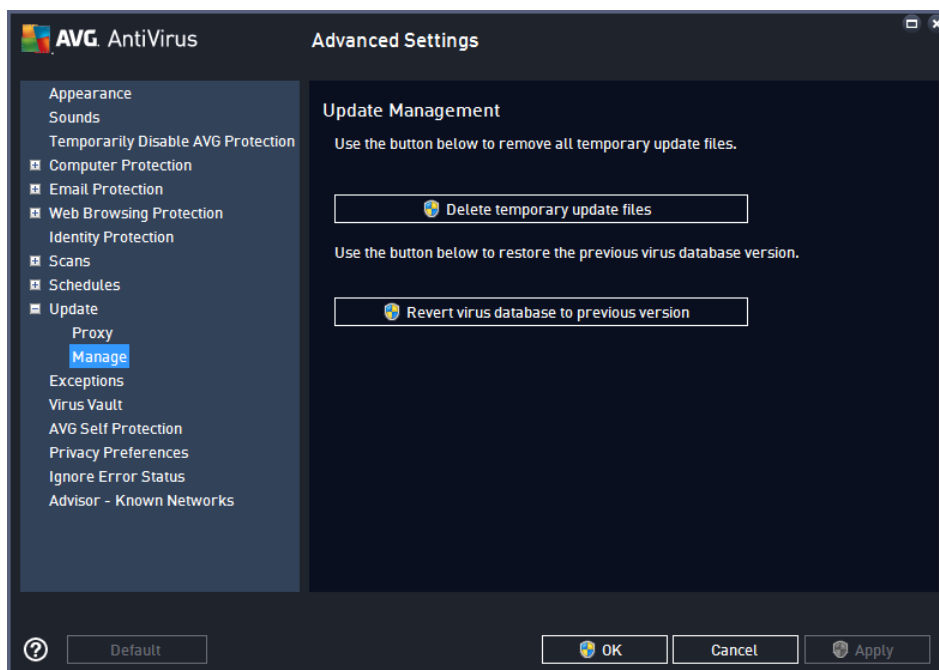 AVG. AntiVirus
Advanced Settings
Appearance
Sounds
Temporarily Disable AVG Protection
Computer Protection
Email Protection
Web Browsing Protection
Identity Protection
Scans
Schedules
Update
Proxy
Manage
Exceptions
Virus Vault
AVG Self Protection
Privacy Preferences
Ignore Error Status
Advisor - Known Networks
Update Management
Use the button below to remove all temporary update files.
Delete temporary update files
Use the button below to restore the previous virus database version.
Revert virus database to previous version
?
Default
OK
Cancel
Apply